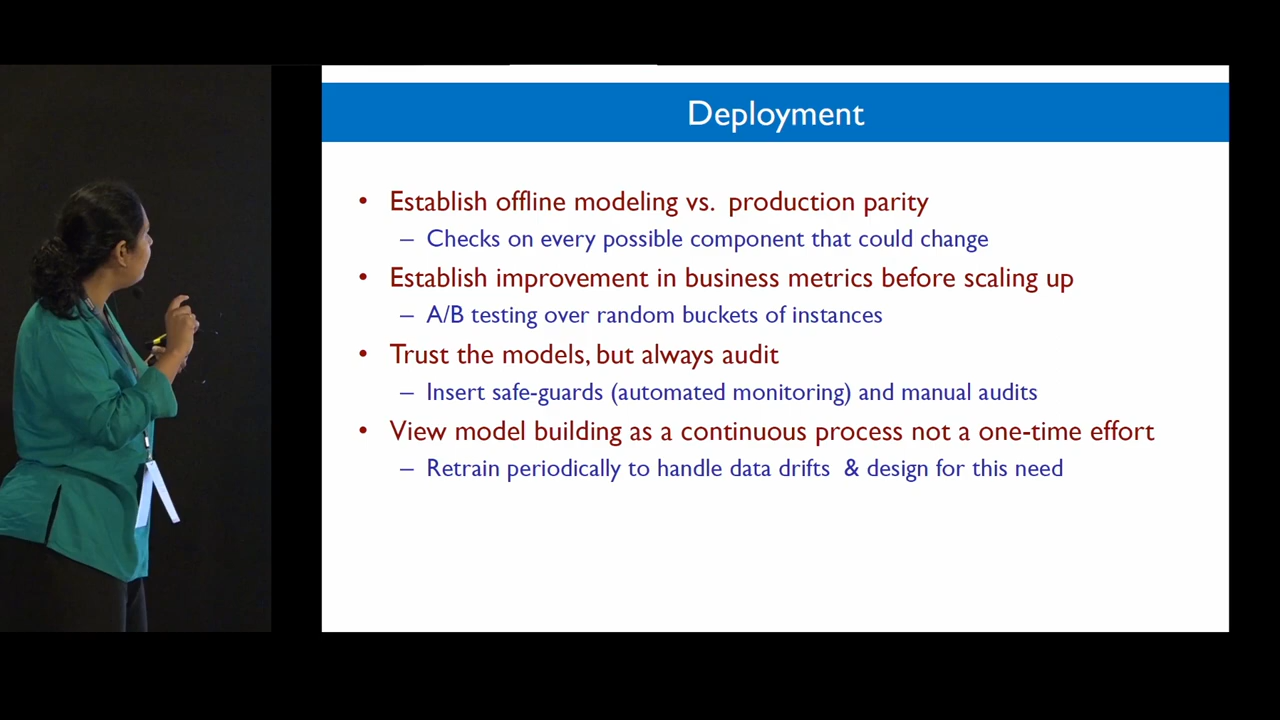 Deployment
• Establish offline modeling vs. production parity
– Checks on every possible component that could change
• Establish improvement in business metrics before scaling up
– A/B testing over random buckets of instances
• Trust the models, but always audit
– Insert safe-guards (automated monitoring) and manual audits
• View model building as a continuous process not a one-time effort
– Retrain periodically to handle data drifts & design for this need